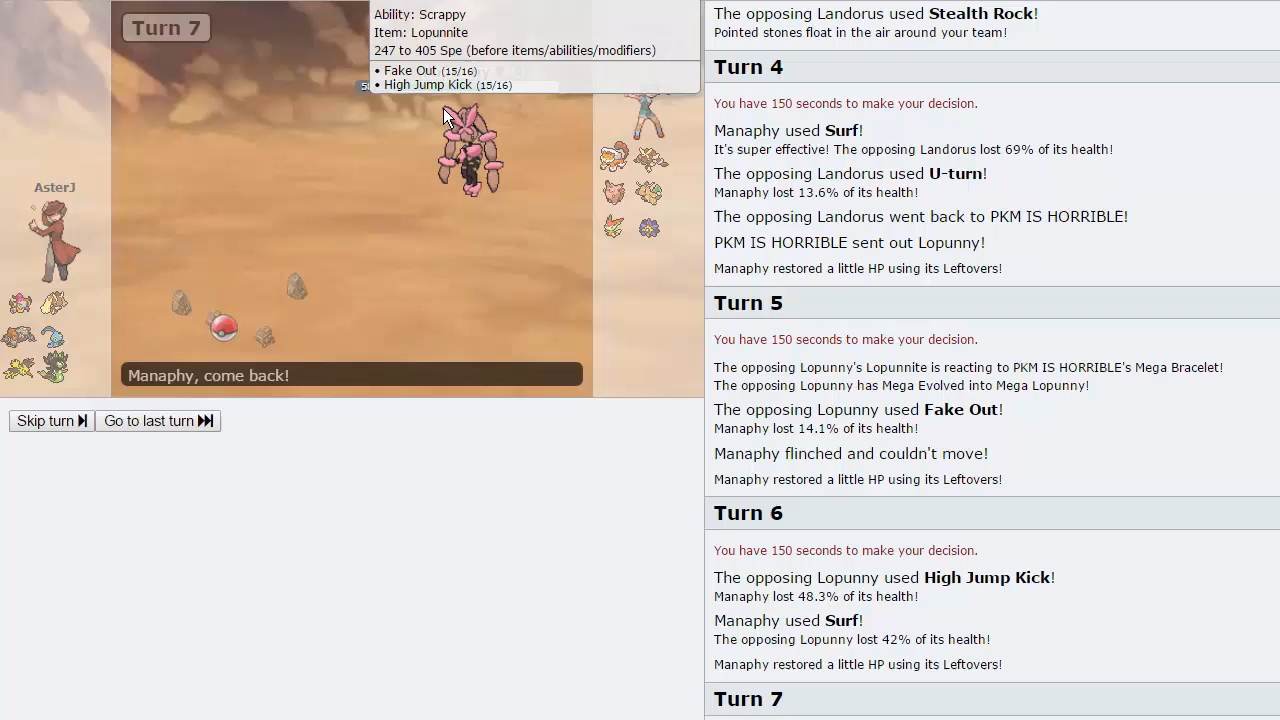 Turn 7
Ability: Scrappy
Item: Lopunnite
247 to 405 Spe (before items/abilities/modifiers)
• Fake Out (15/16)
• High Jump Kick (15/16)
AsterJ
Manaphy, come back!
Skip turn
Go to last turn
The opposing Landorus used Stealth Rock!
Pointed stones float in the air around your team!
Turn 4
You have 150 seconds to make your decision.
Manaphy used Surf!
It's super effective! The opposing Landorus lost 69% of its health!
The opposing Landorus used U-turn!
Manaphy lost 13.6% of its health!
The opposing Landorus went back to PKM IS HORRIBLE!
PKM IS HORRIBLE sent out Lopunny!
Manaphy restored a little HP using its Leftovers!
Turn 5
You have 150 seconds to make your decision.
The opposing Lopunny's Lopunnite is reacting to PKM IS HORRIBLE's Mega Bracelet!
The opposing Lopunny has Mega Evolved into Mega Lopunny!
The opposing Lopunny used Fake Out!
Manaphy lost 14.1% of its health!
Manaphy flinched and couldn't move!
Manaphy restored a little HP using its Leftovers!
Turn 6
You have 150 seconds to make your decision.
The opposing Lopunny used High Jump Kick!
Manaphy lost 48.3% of its health!
Manaphy used Surf!
The opposing Lopunny lost 42% of its health!
Manaphy restored a little HP using its Leftovers!
Turn 7